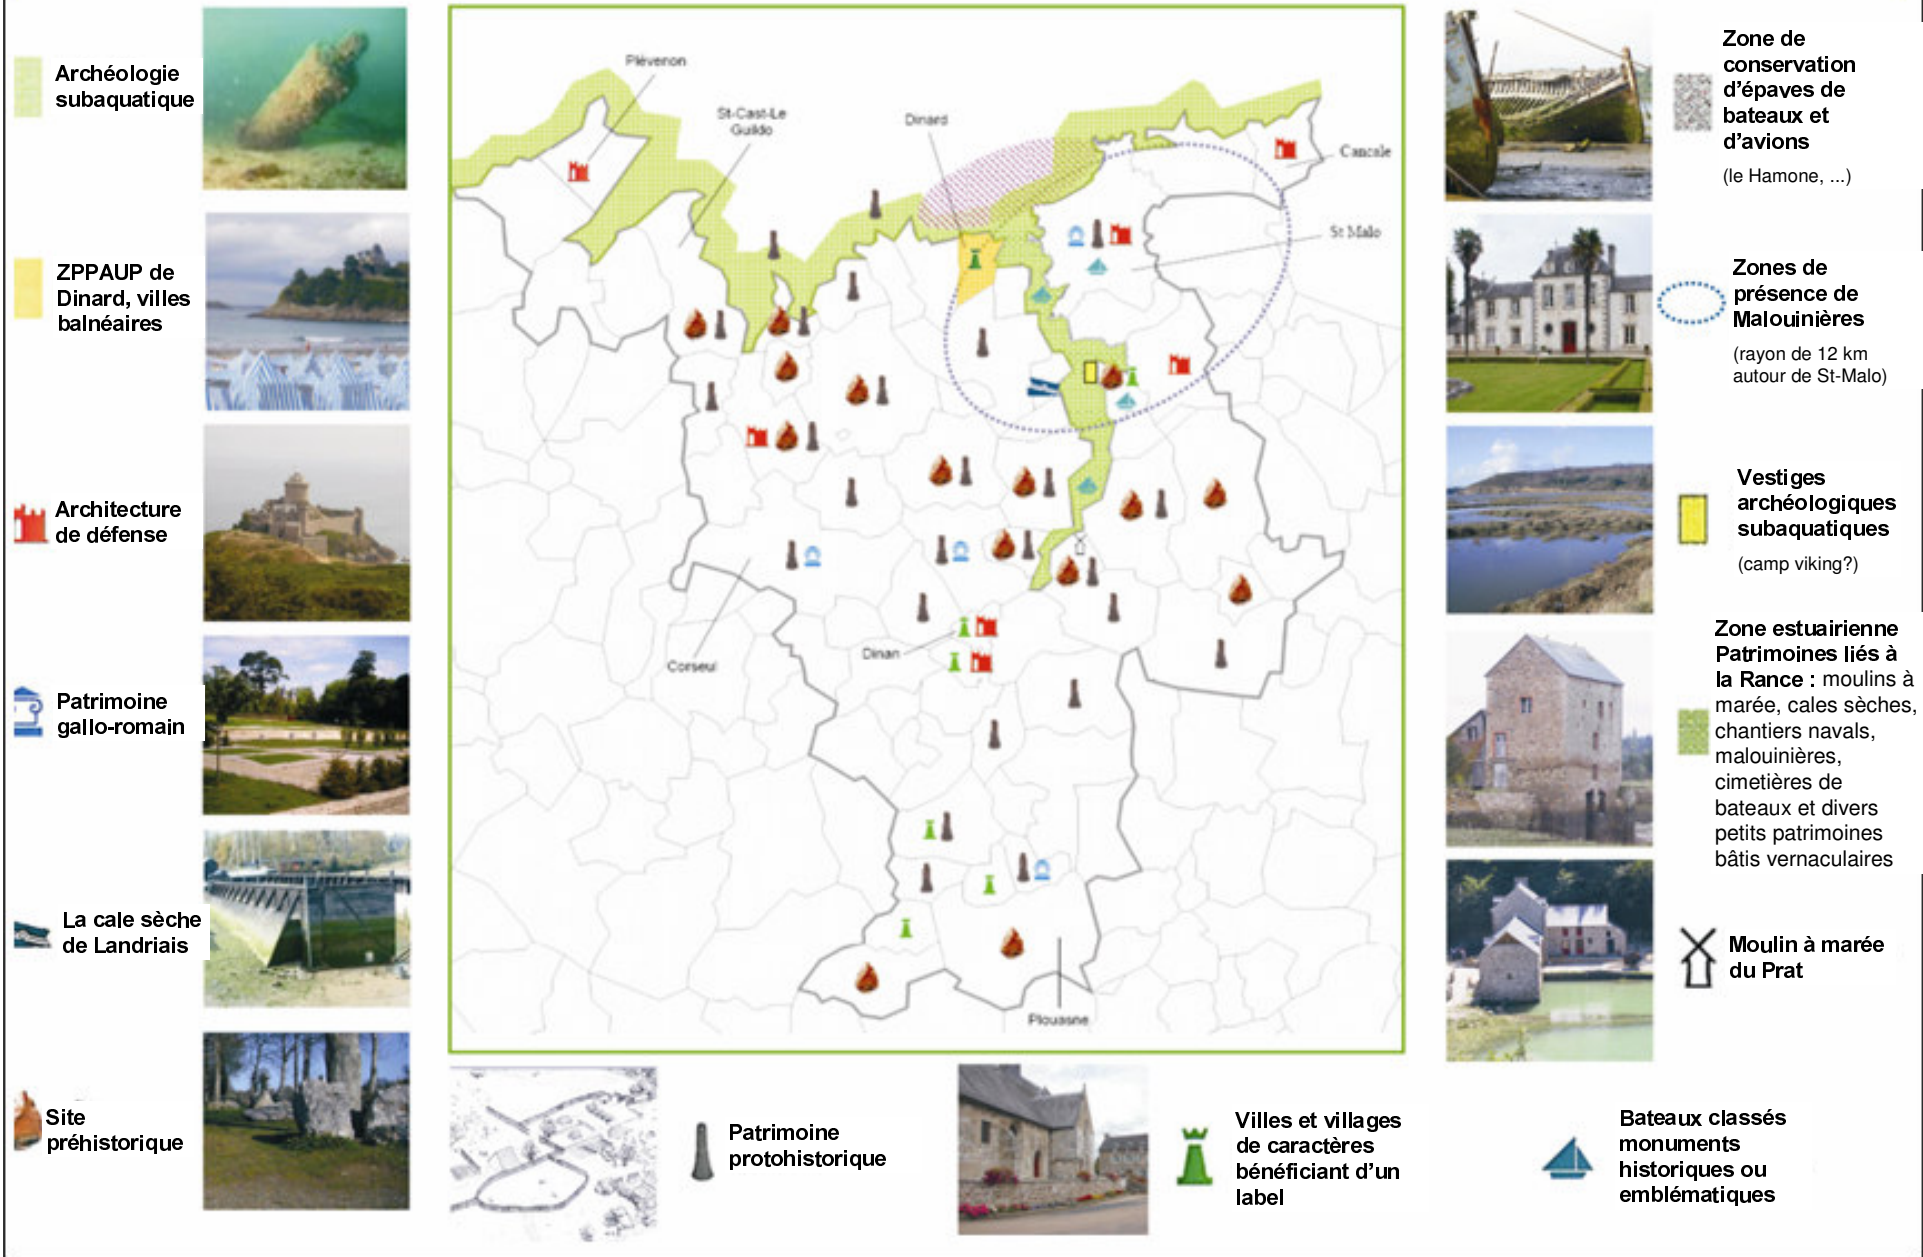 Archéologie
subaquatique
ZPPAUP de
Dinard, villes
balnéaires
Architecture
de défense
Patrimoine
gallo-romain
La cale sèche
de Landriais
Site
préhistorique
Plévenon
St-Cast-Le
Guildo
Dinard
Cancale
St Malo
Corseul
Dinan
Plouasne
Zone de
conservation
d'épaves de
bateaux et
d'avions
(le Hamone, ...)
Zones de
présence de
Malouinières
(rayon de 12 km
autour de St-Malo)
Vestiges
archéologiques
subaquatiques
(camp viking?)
Zone estuairienne
Patrimoines liés à
la Rance : moulins à
marée, cales sèches,
chantiers navals,
malouinières,
cimetières de
bateaux et divers
petits patrimoines
bâtis vernaculaires
Moulin à marée
du Prat
Patrimoine
protohistorique
Villes et villages
de caractères
bénéficiant d'un
label
Bateaux classés
monuments
historiques ou
emblématiques